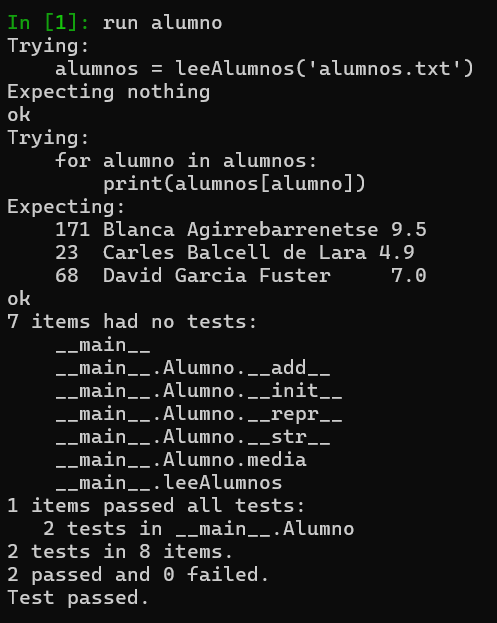 In [1]: run alumno
Trying:
    alumnos = leeAlumnos('alumnos.txt')
Expecting nothing
ok
Trying:
    for alumno in alumnos:
        print(alumnos[alumno])
Expecting:
    171 Blanca Agirrebarrenetse 9.5
    23  Carles Balcell de Lara 4.9
    68  David Garcia Fuster     7.0
ok
7 items had no tests:
    __main__
    __main__.Alumno.__add__
    __main__.Alumno.__init__
    __main__.Alumno.__repr__
    __main__.Alumno.__str__
    __main__.Alumno.media
    __main__.leeAlumnos
1 items passed all tests:
   2 tests in __main__.Alumno
2 tests in 8 items.
2 passed and 0 failed.
Test passed.